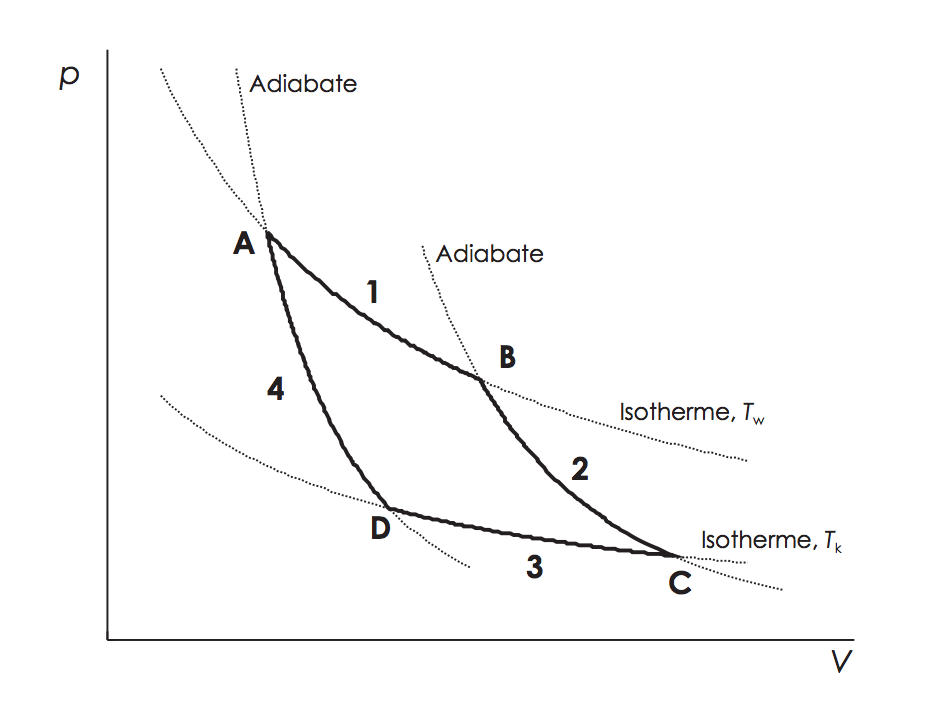 p
Adiabate
A
Adiabate
1
B
4
Isotherme, Tw
2
D
Isotherme, Tk
3
C
V